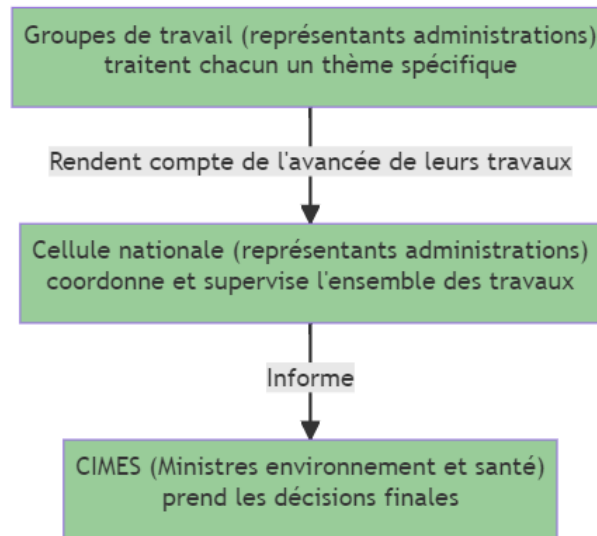 Groupes de travail (représentants administrations)
traitent chacun un thème spécifique
Rendent compte de l'avancée de leurs travaux
Cellule nationale (représentants administrations)
coordonne et supervise l'ensemble des travaux
Informe
CIMES (Ministres environnement et santé)
prend les décisions finales